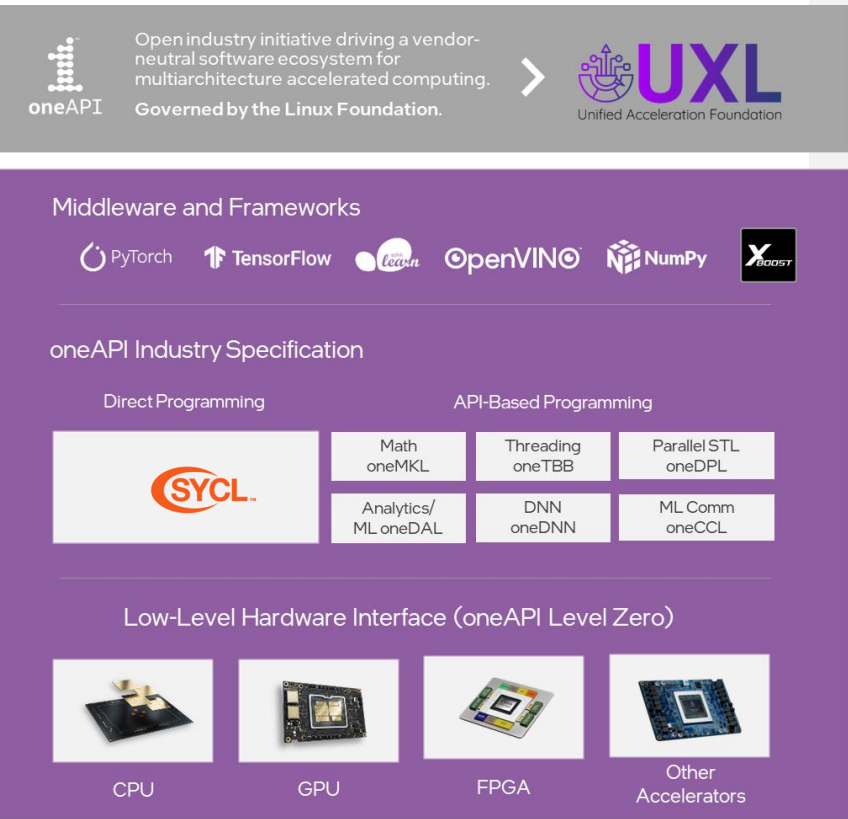 oneAPI
Open industry initiative driving a vendor-
neutral software ecosystem for
multiarchitecture accelerated computing.
Governed by the Linux Foundation.
UXL
Unified Acceleration Foundation
Middleware and Frameworks
PyTorch
TensorFlow
learn
OpenVINO
NumPy
XBOOST
oneAPI Industry Specification
Direct Programming
API-Based Programming
SYCL™
Math
oneMKL
Threading
oneTBB
Parallel STL
oneDPL
Analytics/
ML oneDAL
DNN
oneDNN
ML Comm
oneCCL
Low-Level Hardware Interface (oneAPI Level Zero)
CPU
GPU
FPGA
Other
Accelerators